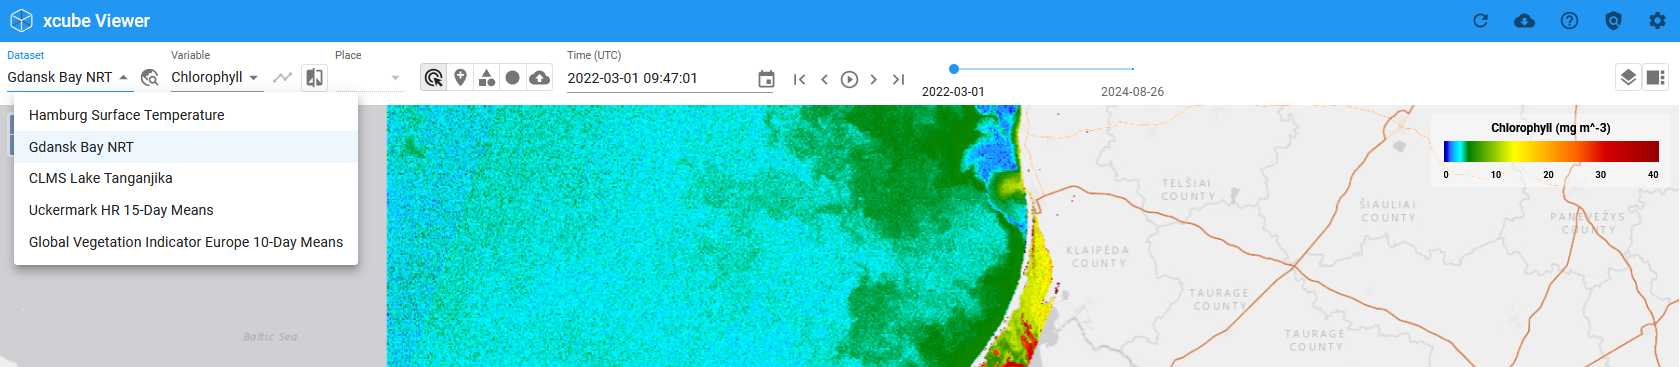 xcube Viewer
Dataset
Variable
Place
Time (UTC)
Gdansk Bay NRT
Chlorophyll
2022-03-01 09:47:01
2022-03-01
2024-08-26
Hamburg Surface Temperature
Gdansk Bay NRT
CLMS Lake Tanganjika
Uckermark HR 15-Day Means
Global Vegetation Indicator Europe 10-Day Means
Chlorophyll (mg m^-3)
0 10 20 30 40
TELŠIAI
COUNTY
ŠIAULIAI
COUNTY
PANEVĖŽYS
COUNTY
KLAIPĖDA
COUNTY
TAURAGE
COUNTY
TAURAGE
COUNTY
Baltic Sea